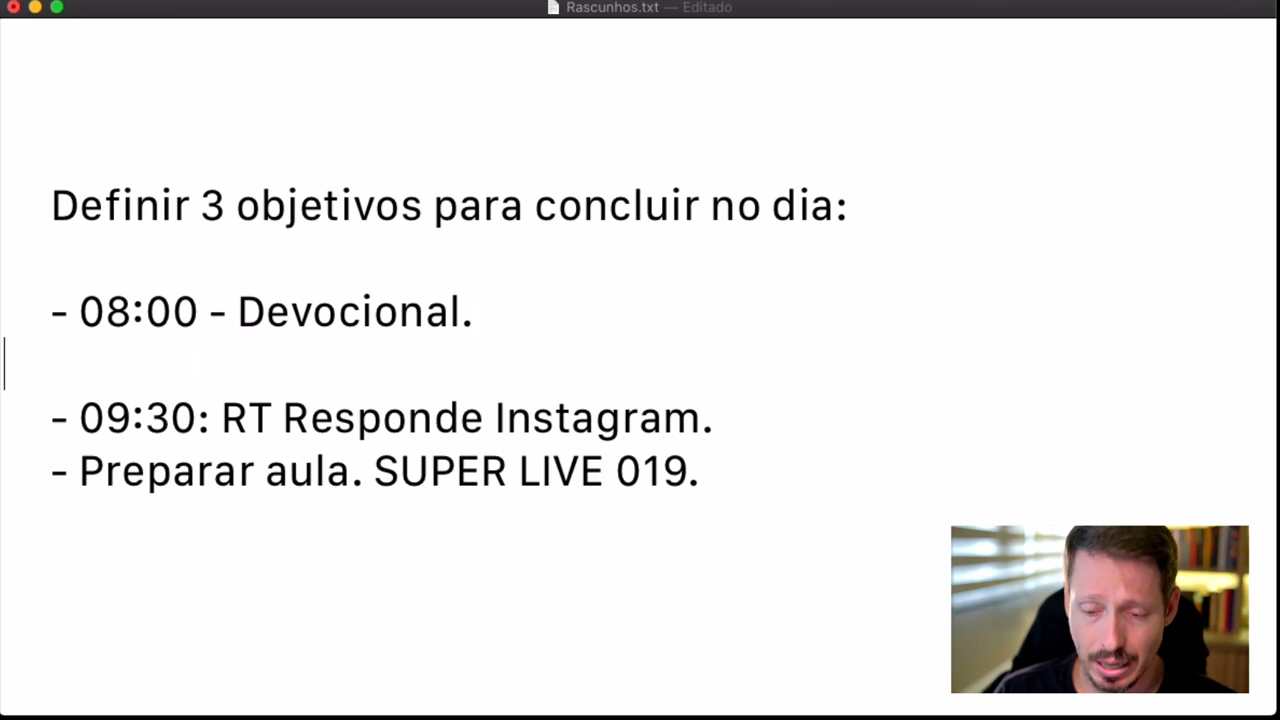 Rascunhos.txt — Editado
Definir 3 objetivos para concluir no dia:
- 08:00 - Devocional.
- 09:30: RT Responde Instagram.
- Preparar aula. SUPER LIVE 019.